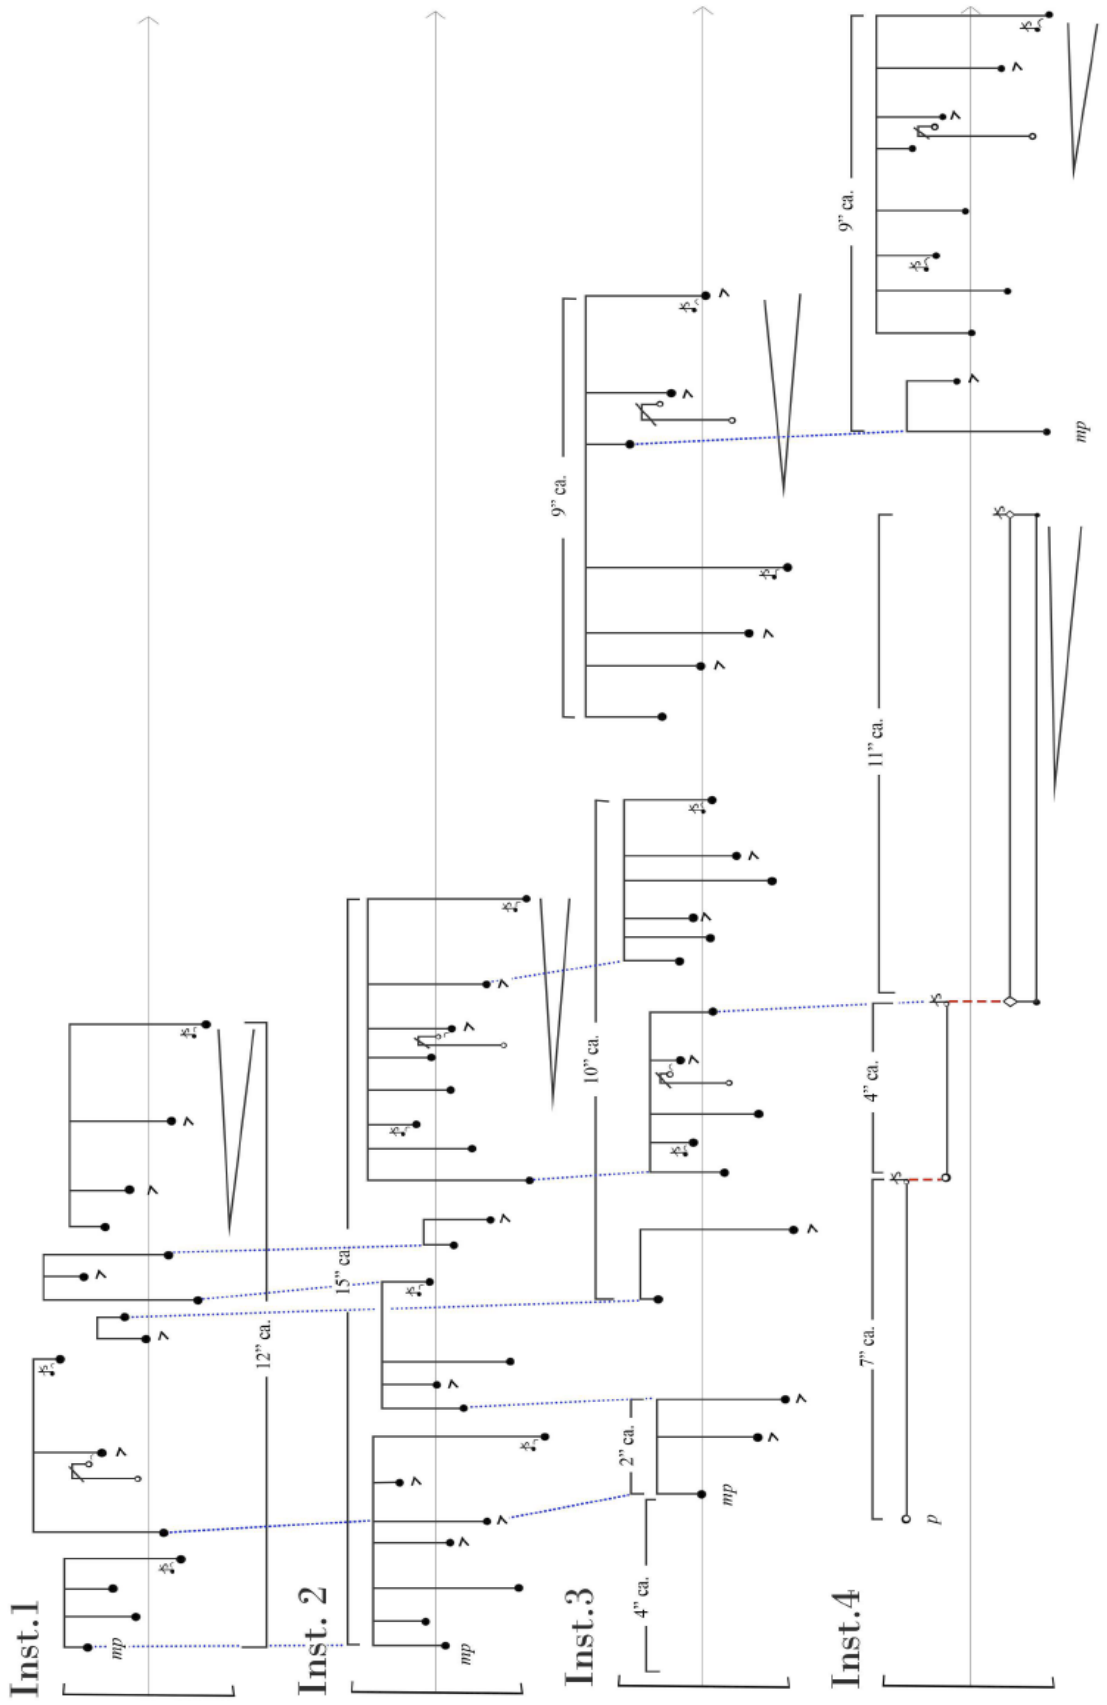 Inst.1
mp
12” ca.
Inst. 2
15” ca
mp
Inst.3
4” ca.
2” ca.
10” ca.
9” ca.
mp
Inst.4
7” ca.
4” ca.
11” ca.
9” ca.
p
mp